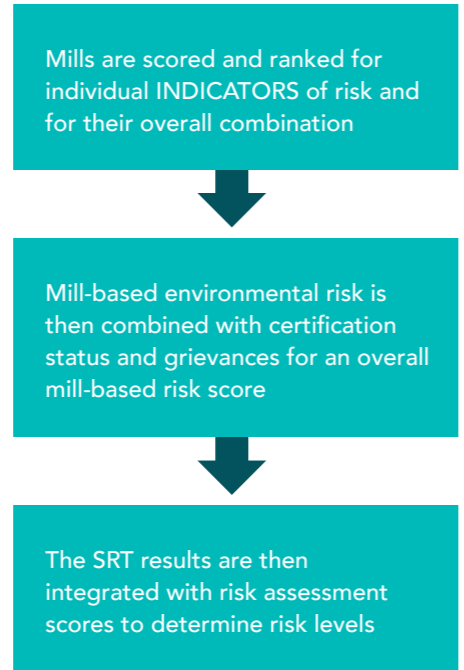 Mills are scored and ranked for
individual INDICATORS of risk and
for their overall combination
Mill-based environmental risk is
then combined with certification
status and grievances for an overall
mill-based risk score
The SRT results are then
integrated with risk assessment
scores to determine risk levels